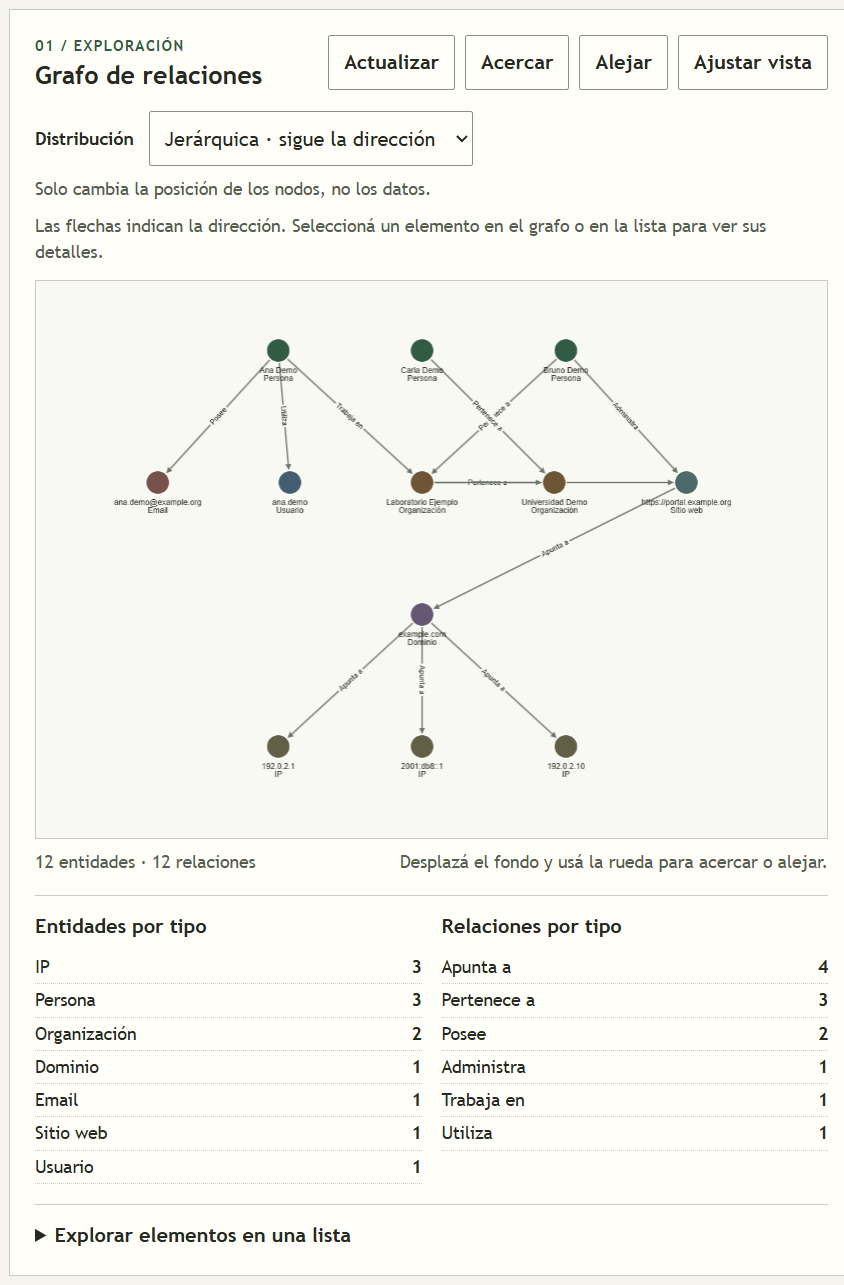 01 / EXPLORACIÓN
Grafo de relaciones
Actualizar
Acercar
Alejar
Ajustar vista
Distribución
Jerárquica · sigue la dirección
Solo cambia la posición de los nodos, no los datos.
Las flechas indican la dirección. Seleccioná un elemento en el grafo o en la lista para ver sus
detalles.
Ana Demo
Persona
Carla Demo
Persona
Bruno Demo
Persona
Posee
Utiliza
Trabaja en
Pertenece a
Administra
ana.demo@example.org
Email
ana.demo
Usuario
Laboratorio Ejemplo
Organización
Pertenece a
Universidad Demo
Organización
https://portal.example.org
Sitio web
Apunta a
example.com
Dominio
Apunta a
Apunta a
Apunta a
192.0.2.1
IP
2001:db8::1
IP
192.0.2.10
IP
12 entidades · 12 relaciones
Desplazá el fondo y usá la rueda para acercar o alejar.
Entidades por tipo
IP 3
Persona 3
Organización 2
Dominio 1
Email 1
Sitio web 1
Usuario 1
Relaciones por tipo
Apunta a 4
Pertenece a 3
Posee 2
Administra 1
Trabaja en 1
Utiliza 1
Explorar elementos en una lista